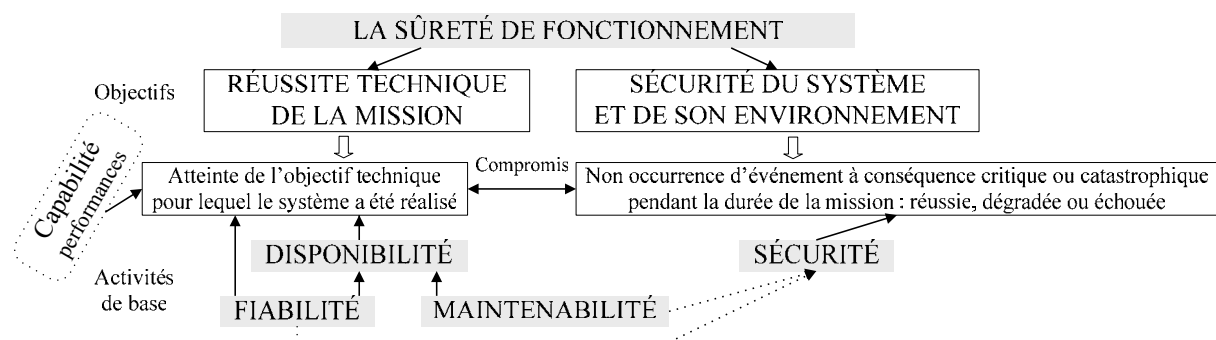 LA SÛRETÉ DE FONCTIONNEMENT
Objectifs
RÉUSSITE TECHNIQUE
DE LA MISSION
SÉCURITÉ DU SYSTÈME
ET DE SON ENVIRONNEMENT
Capabilité
performances
Atteinte de l'objectif technique
pour lequel le système a été réalisé
Compromis
Non occurrence d'événement à conséquence critique ou catastrophique
pendant la durée de la mission : réussie, dégradée ou échouée
DISPONIBILITÉ
SÉCURITÉ
Activités
de base
FIABILITÉ
MAINTENABILITÉ